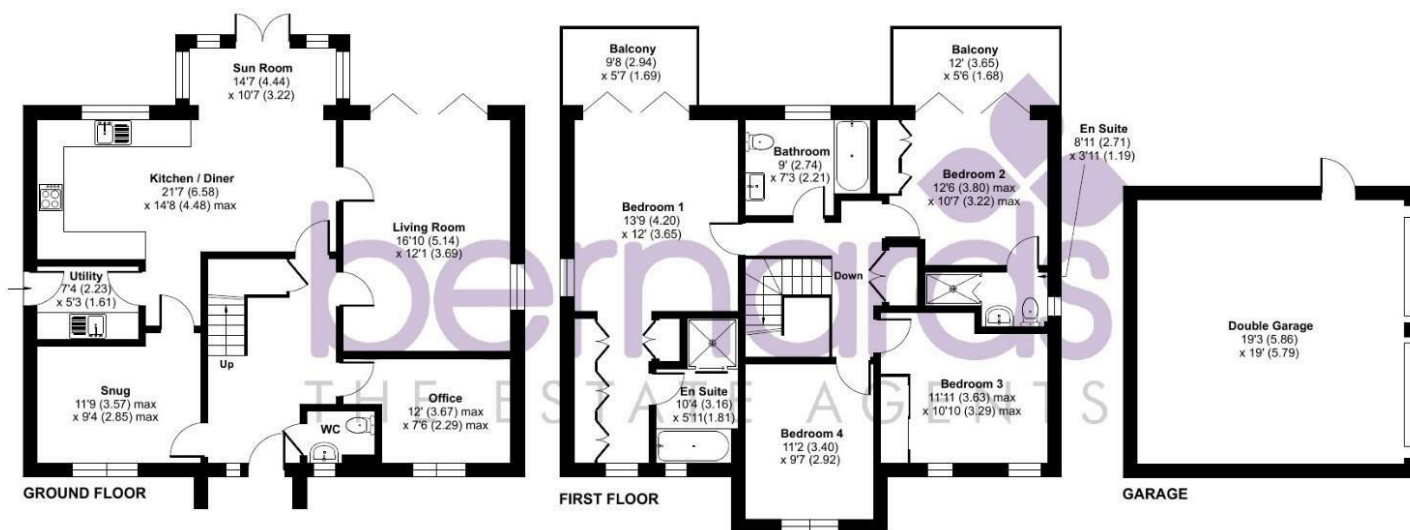 Sun Room
14'7 (4.44)
x 10'7 (3.22)
Kitchen / Diner
21'7 (6.58)
x 14'8 (4.48) max
Living Room
16'10 (5.14)
x 12'1 (3.69)
Utility
7'4 (2.23)
x 5'3 (1.61)
Up
Snug
11'9 (3.57) max
x 9'4 (2.85) max
WC
Office
12' (3.67) max
x 7'6 (2.29) max
GROUND FLOOR
Balcony
9'8 (2.94)
x 5'7 (1.69)
Balcony
12' (3.65)
x 5'6 (1.68)
Bathroom
9' (2.74)
x 7'3 (2.21)
En Suite
8'11 (2.71)
x 3'11 (1.19)
Bedroom 2
12'6 (3.80) max
x 10'7 (3.22) max
Bedroom 1
13'9 (4.20)
x 12' (3.65)
Down
En Suite
10'4 (3.16)
x 5'11(1.81)
Bedroom 3
11'11 (3.63) max
x 10'10 (3.29) max
Bedroom 4
11'2 (3.40)
x 9'7 (2.92)
FIRST FLOOR
Double Garage
19'3 (5.86)
x 19' (5.79)
GARAGE
bernards
THE ESTATE AGENTS